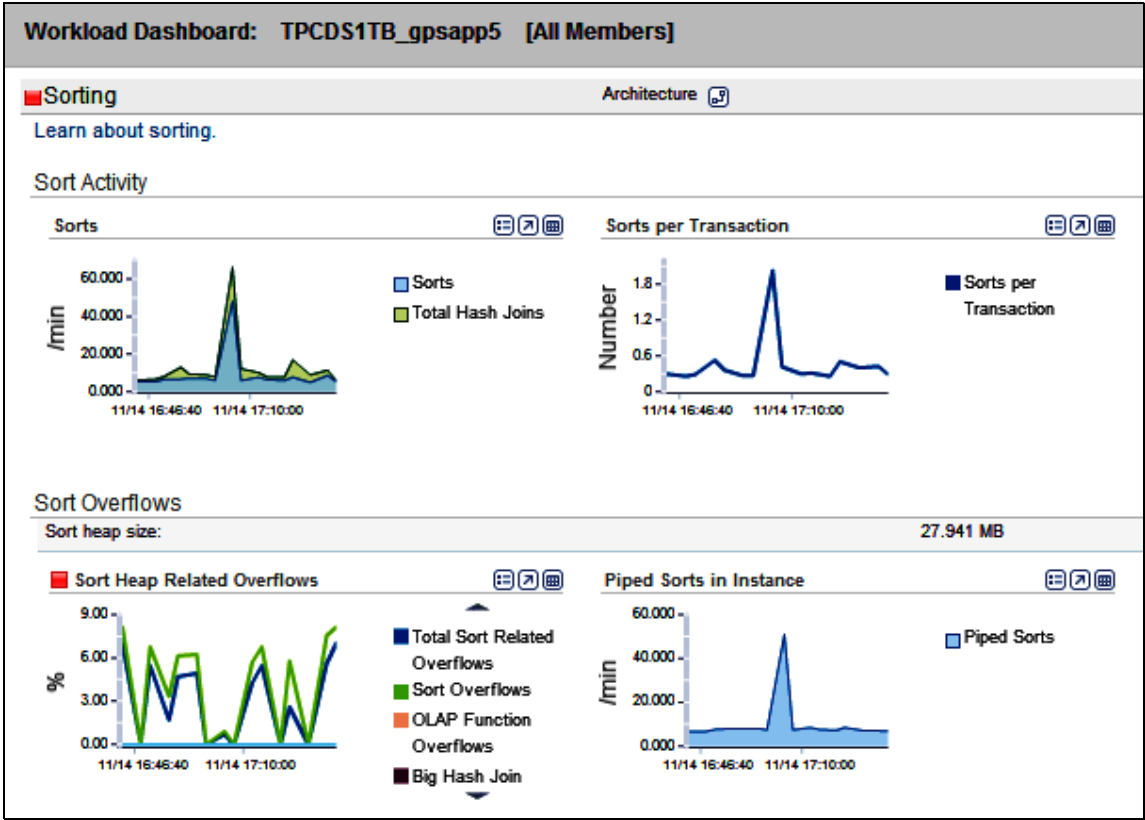 Workload Dashboard: TPCDS1TB_gpsapp5 [All Members]
Sorting
Architecture
Learn about sorting.
Sort Activity
Sorts
/min
60.000
40.000
20.000
0.000
11/14 16:46:40 11/14 17:10:00
Sorts
Total Hash Joins
Sorts per Transaction
Number
1.8
1.2
0.6
0
11/14 16:46:40 11/14 17:10:00
Sorts per
Transaction
Sort Overflows
Sort heap size: 27.941 MB
Sort Heap Related Overflows
%
9.00
6.00
3.00
0.00
11/14 16:46:40 11/14 17:10:00
Total Sort Related
Overflows
Sort Overflows
OLAP Function
Overflows
Big Hash Join
Piped Sorts in Instance
/min
60.000
40.000
20.000
0.000
11/14 16:46:40 11/14 17:10:00
Piped Sorts